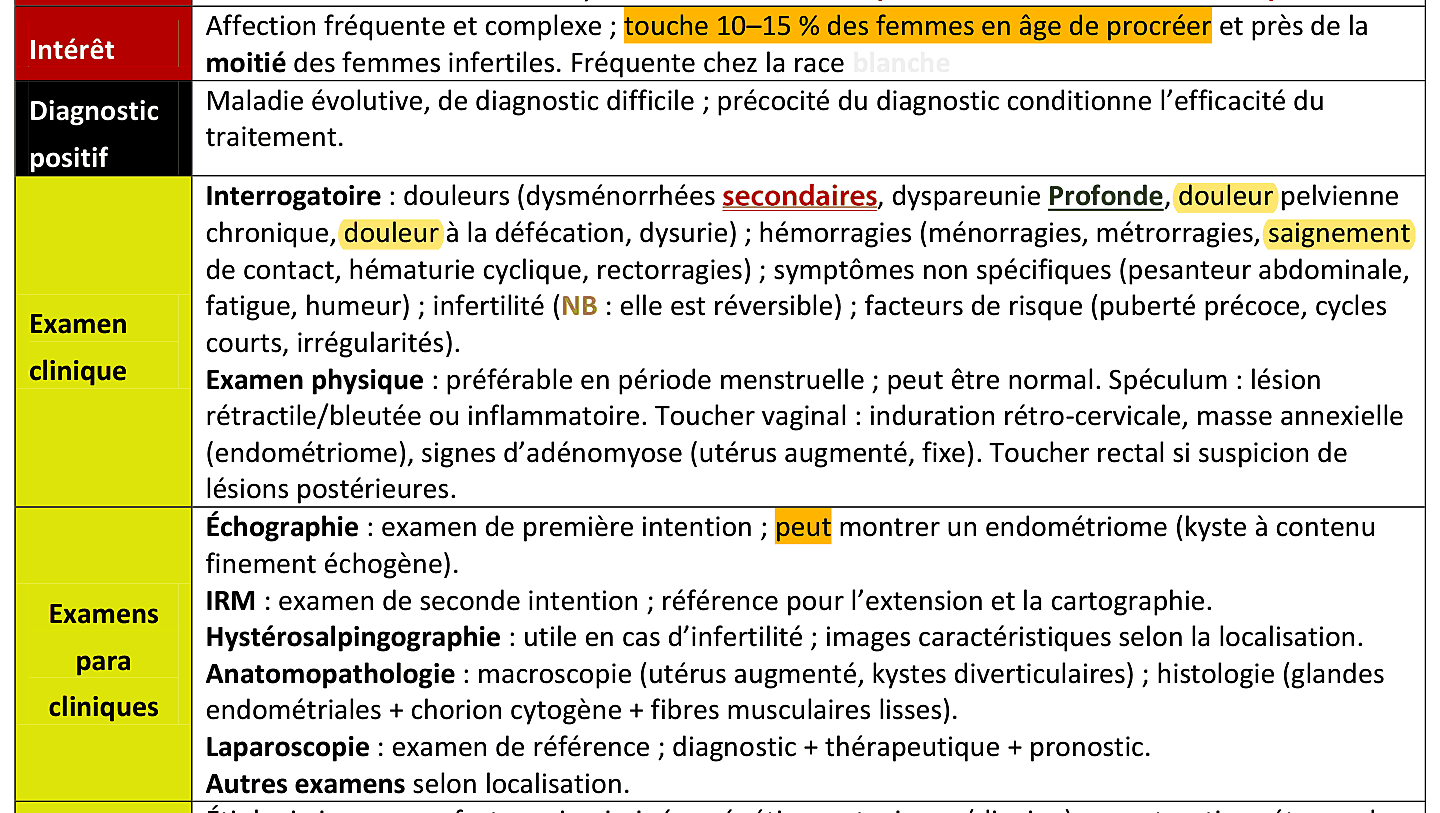 Intérêt
Affection fréquente et complexe ; touche 10–15 % des femmes en âge de procréer et près de la
moitié des femmes infertiles. Fréquente chez la race blanche
Diagnostic
positif
Maladie évolutive, de diagnostic difficile ; précocité du diagnostic conditionne l’efficacité du
traitement.
Examen
clinique
Interrogatoire : douleurs (dysménorrhées secondaires, dyspareunie Profonde, douleur pelvienne
chronique, douleur à la défécation, dysurie) ; hémorragies (ménorragies, métrorragies, saignement
de contact, hématurie cyclique, rectorragies) ; symptômes non spécifiques (pesanteur abdominale,
fatigue, humeur) ; infertilité (NB : elle est réversible) ; facteurs de risque (puberté précoce, cycles
courts, irrégularités).
Examen physique : préférable en période menstruelle ; peut être normal. Spéculum : lésion
rétractile/bleutée ou inflammatoire. Toucher vaginal : induration rétro-cervicale, masse annexielle
(endométriome), signes d’adénomyose (utérus augmenté, fixe). Toucher rectal si suspicion de
lésions postérieures.
Examens
para
cliniques
Échographie : examen de première intention ; peut montrer un endométriome (kyste à contenu
finement échogène).
IRM : examen de seconde intention ; référence pour l’extension et la cartographie.
Hystérosalpingographie : utile en cas d’infertilité ; images caractéristiques selon la localisation.
Anatomopathologie : macroscopie (utérus augmenté, kystes diverticulaires) ; histologie (glandes
endométriales + chorion cytogène + fibres musculaires lisses).
Laparoscopie : examen de référence ; diagnostic + thérapeutique + pronostic.
Autres examens selon localisation.